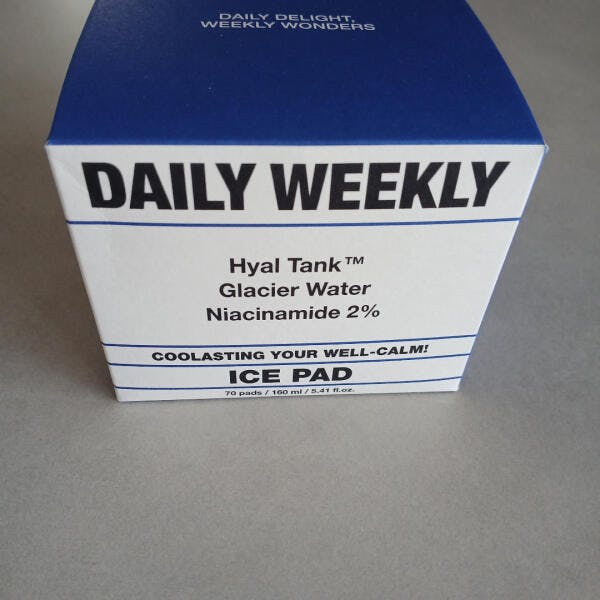 DAILY DELIGHT,
WEEKLY WONDERS
DAILY WEEKLY
Hyal Tank™
Glacier Water
Niacinamide 2%
COOLASTING YOUR WELL-CALM!
ICE PAD
70 pads / 160 ml / 5.41 fl.oz.